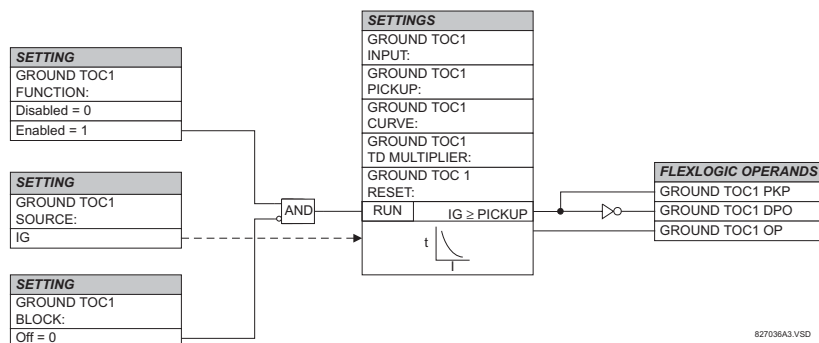 SETTING
GROUND TOC1
FUNCTION:
Disabled = 0
Enabled = 1
SETTING
GROUND TOC1
SOURCE:
IG
SETTING
GROUND TOC1
BLOCK:
Off = 0
AND
SETTINGS
GROUND TOC1
INPUT:
GROUND TOC1
PICKUP:
GROUND TOC1
CURVE:
GROUND TOC1
TD MULTIPLIER:
GROUND TOC 1
RESET:
RUN
IG ≥ PICKUP
t
I
FLEXLOGIC OPERANDS
GROUND TOC1 PKP
GROUND TOC1 DPO
GROUND TOC1 OP
827036A3.VSD